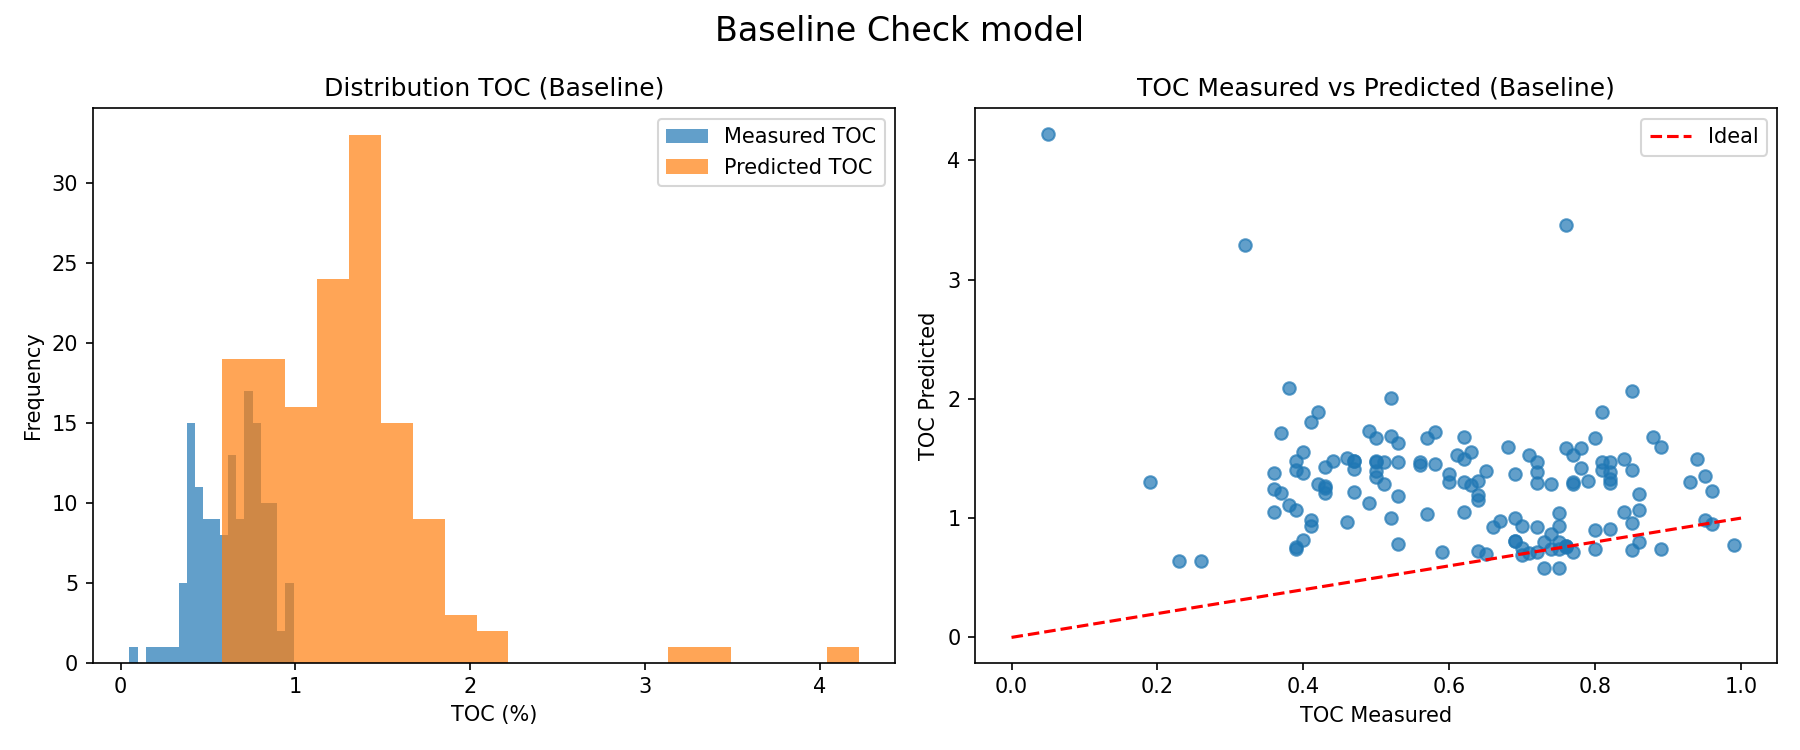 Baseline Check model
Distribution TOC (Baseline)
Measured TOC
Predicted TOC
Frequency
30
25
20
15
10
5
0
0 1 2 3 4
TOC (%)
TOC Measured vs Predicted (Baseline)
Ideal
TOC Predicted
4
3
2
1
0
0.0 0.2 0.4 0.6 0.8 1.0
TOC Measured